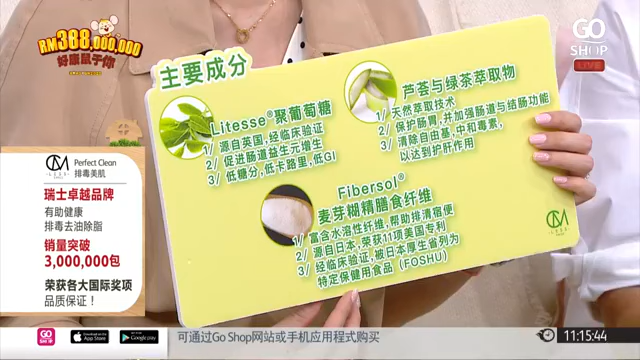 RM388,000,000
好康鼠于你
GO
SHOP
LIVE
主要成分
Litesse®聚葡萄糖
1/ 源自英国,经临床验证
2/ 促进肠道益生元增生
3/ 低糖分,低卡路里,低GI
芦荟与绿茶萃取物
1/ 天然萃取技术
2/ 保护肠胃,并加强肠道与结肠功能
3/ 清除自由基,中和毒素,
以达到护肝作用
Fibersol®
麦芽糊精膳食纤维
1/ 富含水溶性纤维,帮助排清宿便
2/ 源自日本,荣获11项美国专利
3/ 经临床验证,被日本厚生省列为
特定保健用食品(FOSHU)
CM
Perfect Clean
排毒美肌
瑞士卓越品牌
有助健康
排毒去油除脂
销量突破
3,000,000包
荣获各大国际奖项
品质保证!
GO
SHOP
App Store
Google play
可通过Go Shop网站或手机应用程式购买
11:15:44